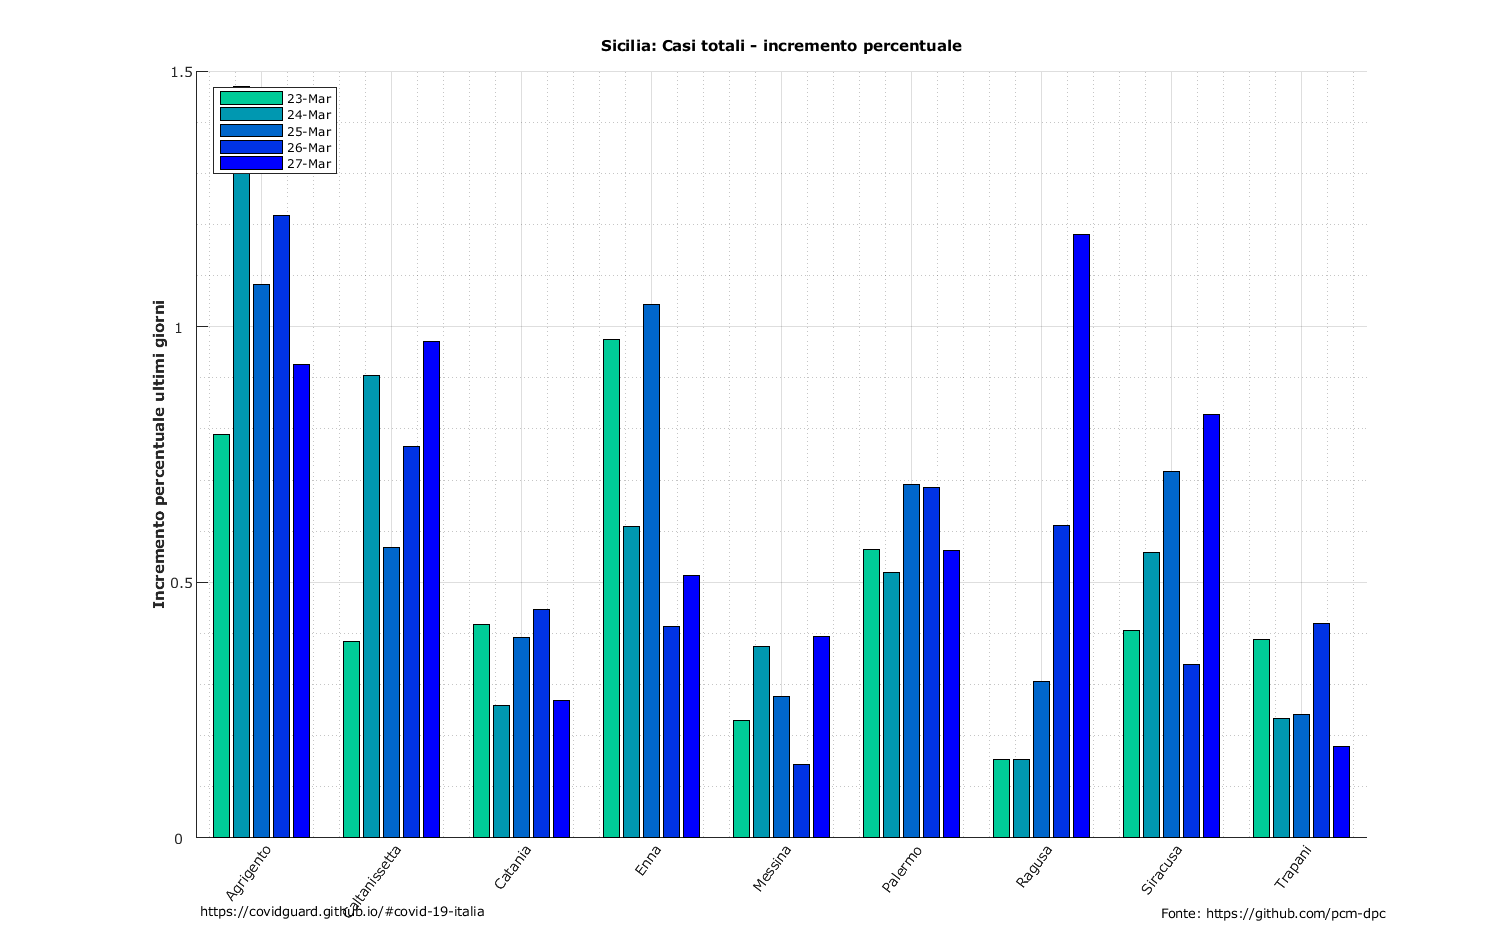 Sicilia: Casi totali - incremento percentuale
1.5
23-Mar
24-Mar
25-Mar
26-Mar
27-Mar
1
0.5
0
Incremento percentuale ultimi giorni
Agrigento
Caltanissetta
Catania
Enna
Messina
Palermo
Ragusa
Siracusa
Trapani
https://covidguard.github.io/#covid-19-italia
Fonte: https://github.com/pcm-dpc